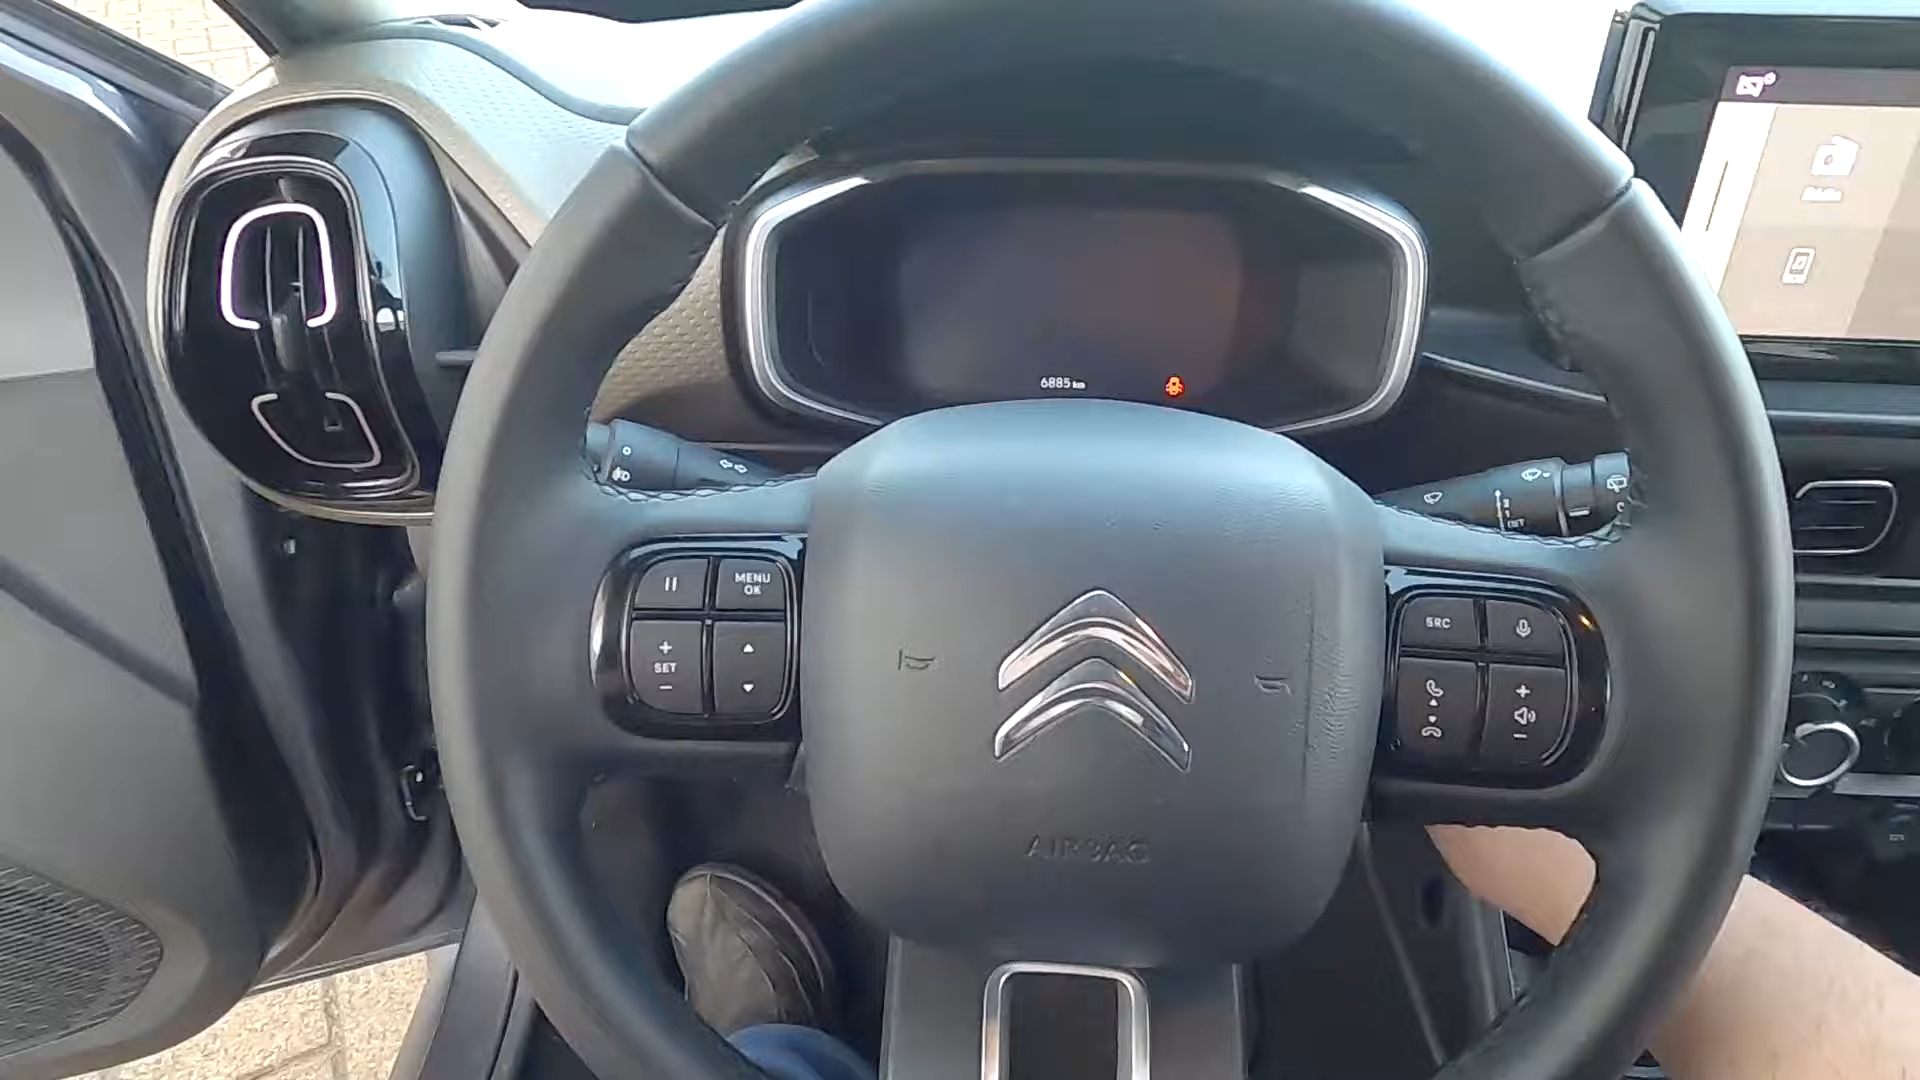 6885 km
MENU
OK
+
SET
−
SRC
+
−
AIRBAG